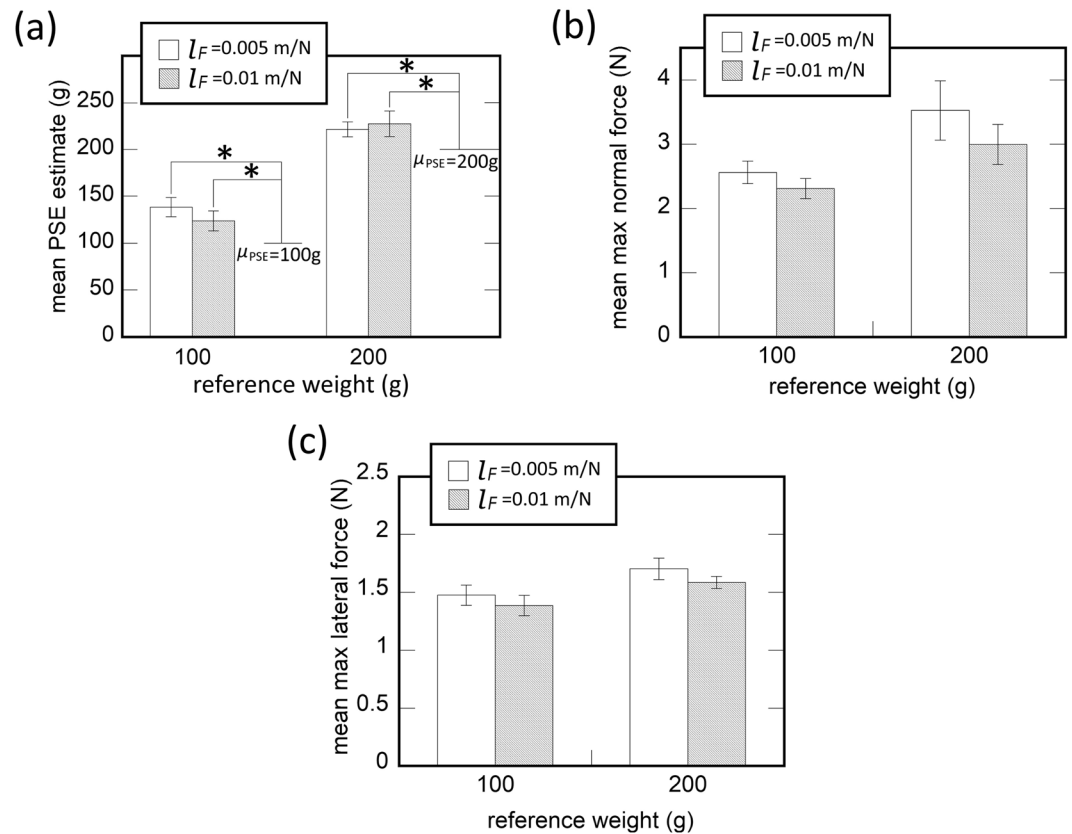 (a)
l_F =0.005 m/N
l_F =0.01 m/N
mean PSE estimate (g)
250
200
150
100
50
0
*
*
*
*
μPSE=100g
μPSE=200g
100
200
reference weight (g)
(b)
l_F =0.005 m/N
l_F =0.01 m/N
mean max normal force (N)
4
3
2
1
0
100
200
reference weight (g)
(c)
l_F =0.005 m/N
l_F =0.01 m/N
mean max lateral force (N)
2.5
2
1.5
1
0.5
0
100
200
reference weight (g)